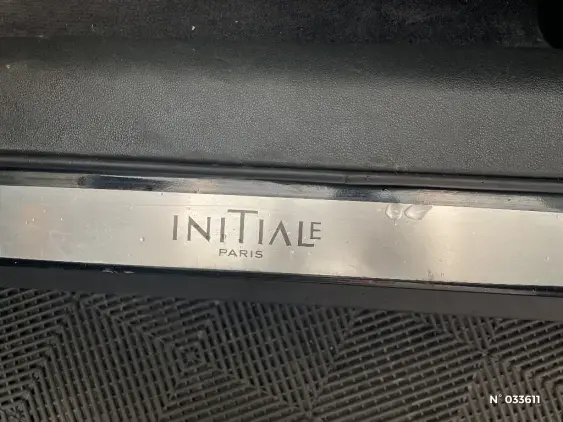 INITIALE
PARIS
N° 033611